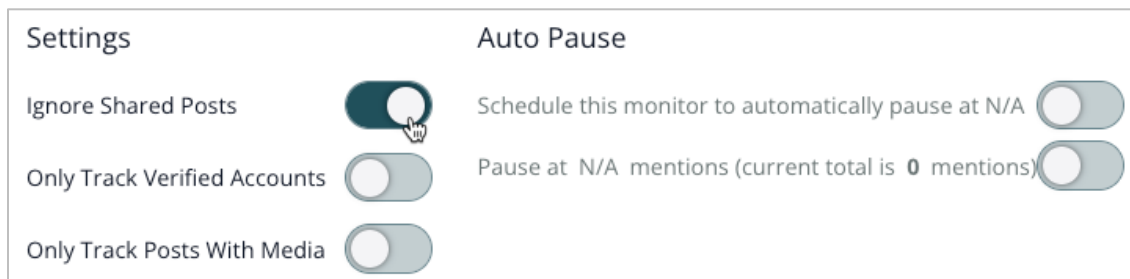 Settings
Ignore Shared Posts
Only Track Verified Accounts
Only Track Posts With Media
Auto Pause
Schedule this monitor to automatically pause at N/A
Pause at N/A mentions (current total is 0 mentions)